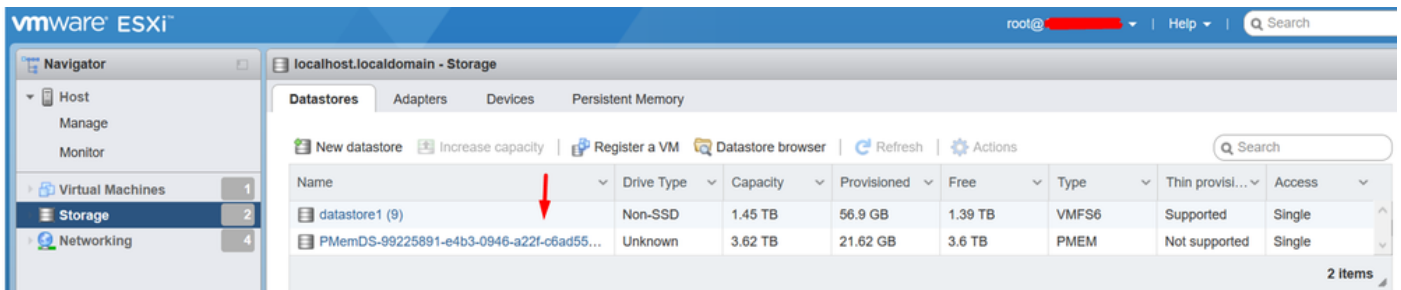 vmware ESXi™ root@ | Help | Search
Navigator localhost.localdomain - Storage
Host Datastores Adapters Devices Persistent Memory
Manage
Monitor New datastore Increase capacity | Register a VM Datastore browser | Refresh | Actions Search
Virtual Machines 1 Name Drive Type Capacity Provisioned Free Type Thin provisi... Access
Storage 2 datastore1 (9) Non-SSD 1.45 TB 56.9 GB 1.39 TB VMFS6 Supported Single
Networking 4 PMemDS-99225891-e4b3-0946-a22f-c6ad55... Unknown 3.62 TB 21.62 GB 3.6 TB PMEM Not supported Single
2 items